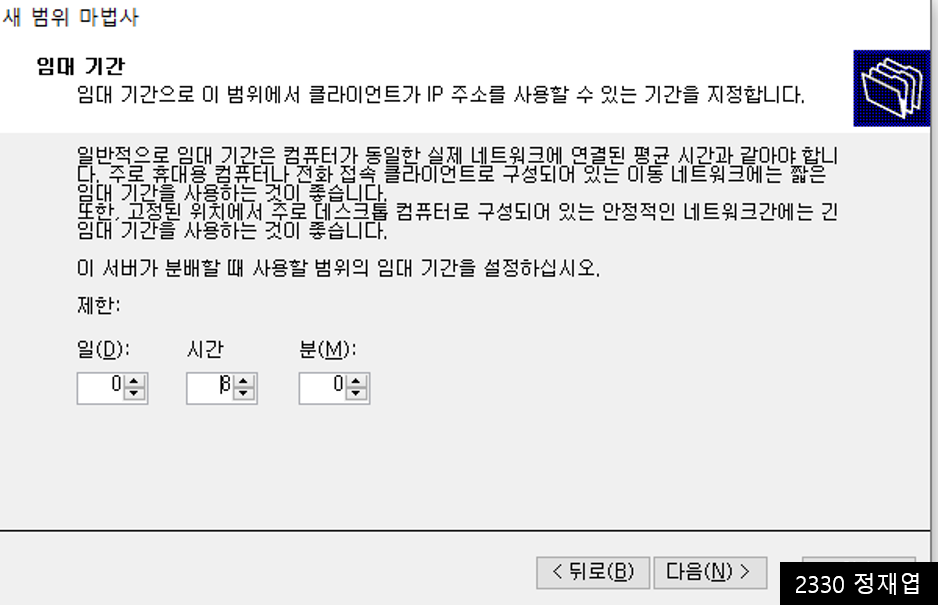 새 범위 마법사
임대 기간
임대 기간으로 이 범위에서 클라이언트가 IP 주소를 사용할 수 있는 기간을 지정합니다.
일반적으로 임대 기간은 컴퓨터가 동일한 실제 네트워크에 연결된 평균 시간과 같아야 합니
다. 주로 휴대용 컴퓨터나 전화 접속 클라이언트로 구성되어 있는 이동 네트워크에는 짧은
임대 기간을 사용하는 것이 좋습니다.
또한, 고정된 위치에서 주로 데스크톱 컴퓨터로 구성되어 있는 안정적인 네트워크간에는 긴
임대 기간을 사용하는 것이 좋습니다.
이 서버가 분배할 때 사용할 범위의 임대 기간을 설정하십시오.
제한:
일(D): 시간 분(M):
0 8 0
< 뒤로(B) 다음(N) >
2330 정재엽